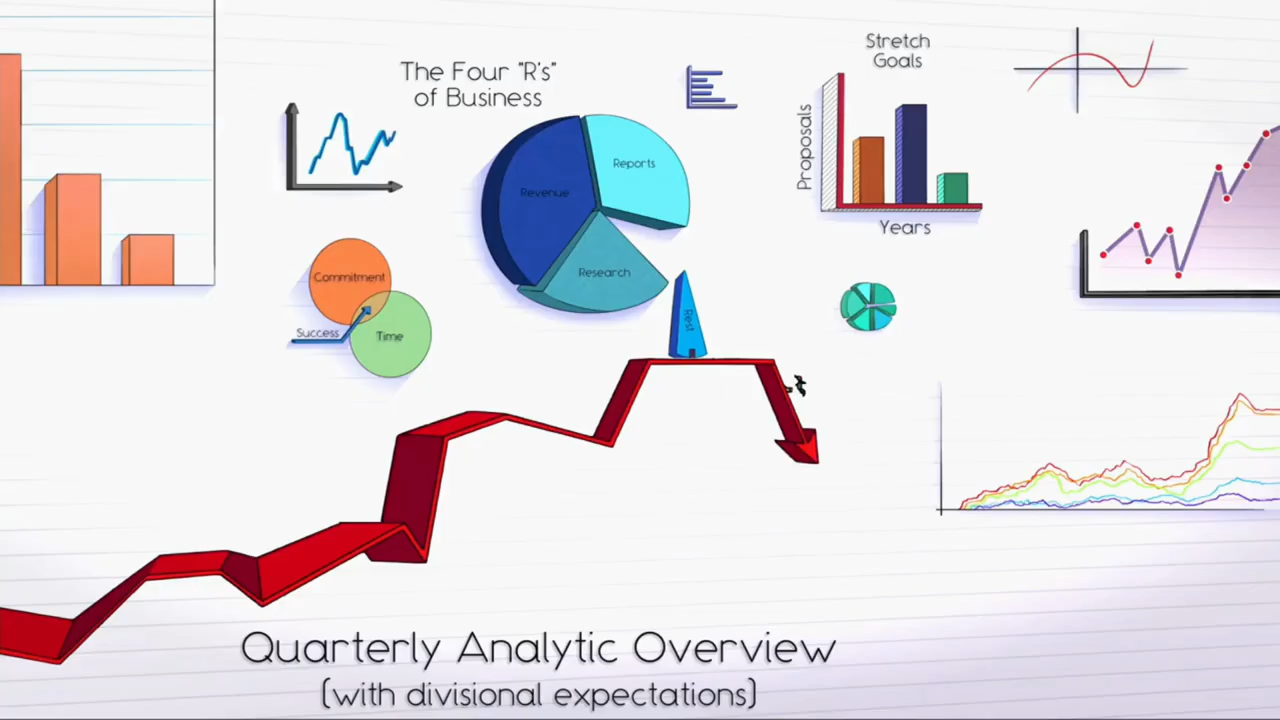 The Four "R's"
of Business
Stretch
Goals
Proposals
Years
Revenue
Reports
Research
Rest
Commitment
Success
Time
Quarterly Analytic Overview
(with divisional expectations)